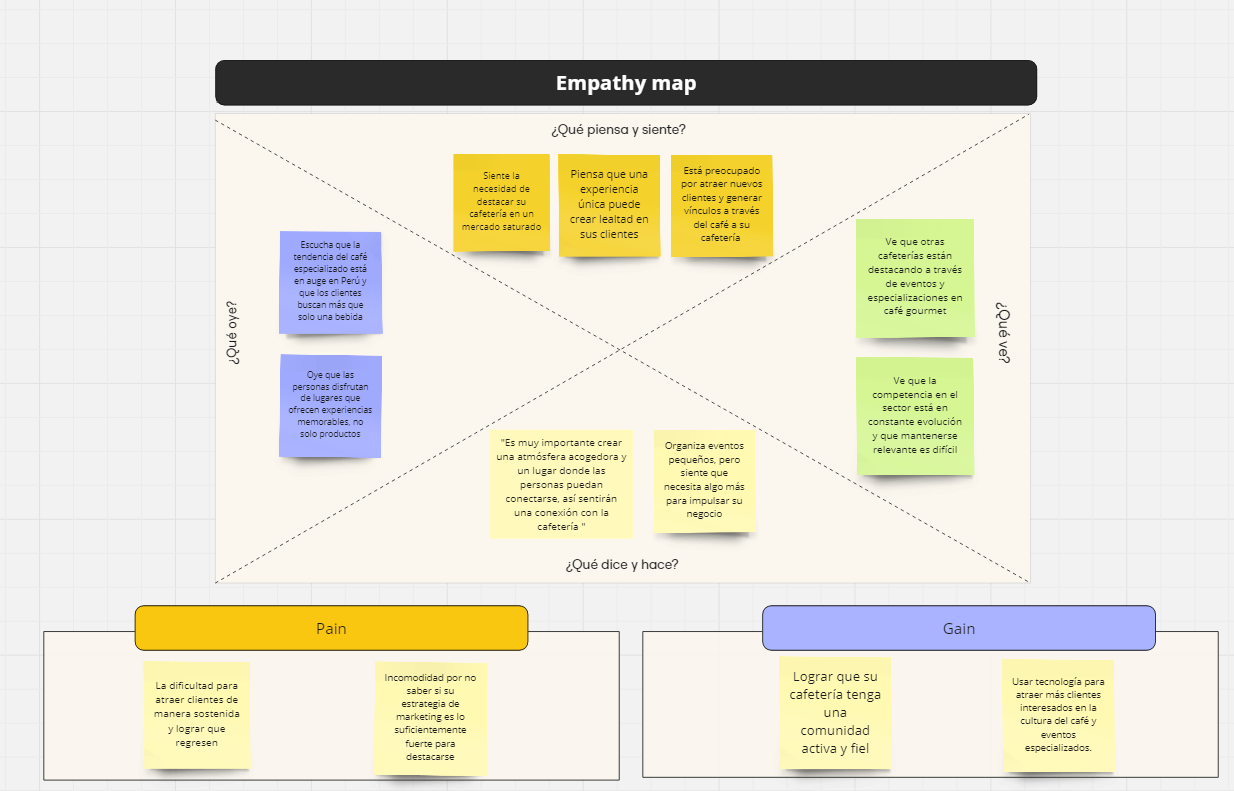 Empathy map
¿Qué piensa y siente?
Siente la
necesidad de
destacar su
cafetería en un
mercado saturado
Piensa que una
experiencia
única puede
crear lealtad en
sus clientes
Está preocupado
por atraer nuevos
clientes y generar
vínculos a través
del café a su
cafetería
¿Qué oye?
Escucha que la
tendencia del café
especializado está
en auge en Perú y
que los clientes
buscan más que
solo una bebida
Oye que las
personas disfrutan
de lugares que
ofrecen experiencias
memorables, no
solo productos
¿Qué ve?
Ve que otras
cafeterías están
destacando a través
de eventos y
especializaciones en
café gourmet
Ve que la
competencia en el
sector está en
constante evolución
y que mantenerse
relevante es difícil
"Es muy importante crear
una atmósfera acogedora y
un lugar donde las
personas puedan
conectarse, así sentirán
una conexión con la
cafetería "
Organiza eventos
pequeños, pero
siente que
necesita algo más
para impulsar su
negocio
¿Qué dice y hace?
Pain
La dificultad para
atraer clientes de
manera sostenida
y lograr que
regresen
Incomodidad por no
saber si su
estrategia de
marketing es lo
suficientemente
fuerte para
destacarse
Gain
Lograr que su
cafetería tenga
una
comunidad
activa y fiel
Usar tecnología para
atraer más clientes
interesados en la
cultura del café y
eventos
especializados.